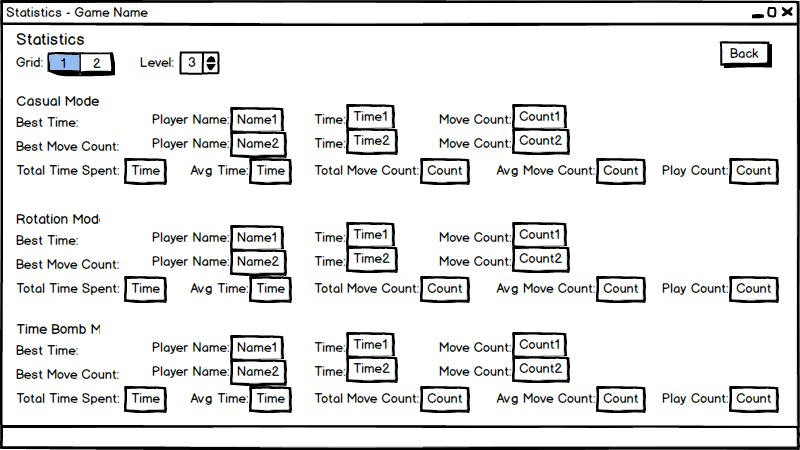 Statistics - Game Name
Statistics
Back
Grid: 1 2 Level: 3
Casual Mode
Best Time: Player Name: Name1 Time: Time1 Move Count: Count1
Best Move Count: Player Name: Name2 Time: Time2 Move Count: Count2
Total Time Spent: Time Avg Time: Time Total Move Count: Count Avg Move Count: Count Play Count: Count
Rotation Mode
Best Time: Player Name: Name1 Time: Time1 Move Count: Count1
Best Move Count: Player Name: Name2 Time: Time2 Move Count: Count2
Total Time Spent: Time Avg Time: Time Total Move Count: Count Avg Move Count: Count Play Count: Count
Time Bomb M
Best Time: Player Name: Name1 Time: Time1 Move Count: Count1
Best Move Count: Player Name: Name2 Time: Time2 Move Count: Count2
Total Time Spent: Time Avg Time: Time Total Move Count: Count Avg Move Count: Count Play Count: Count